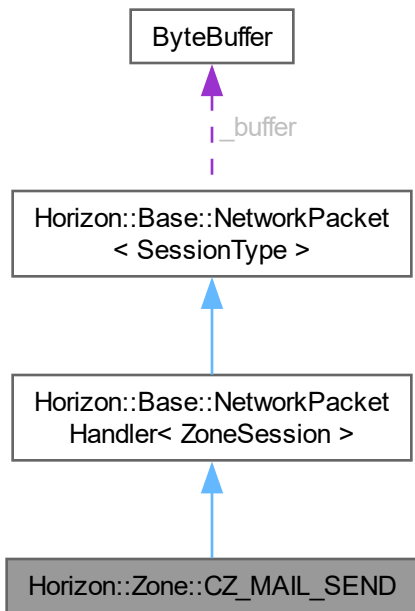 ByteBuffer
_buffer
Horizon::Base::NetworkPacket
< SessionType >
Horizon::Base::NetworkPacket
Handler< ZoneSession >
Horizon::Zone::CZ_MAIL_SEND